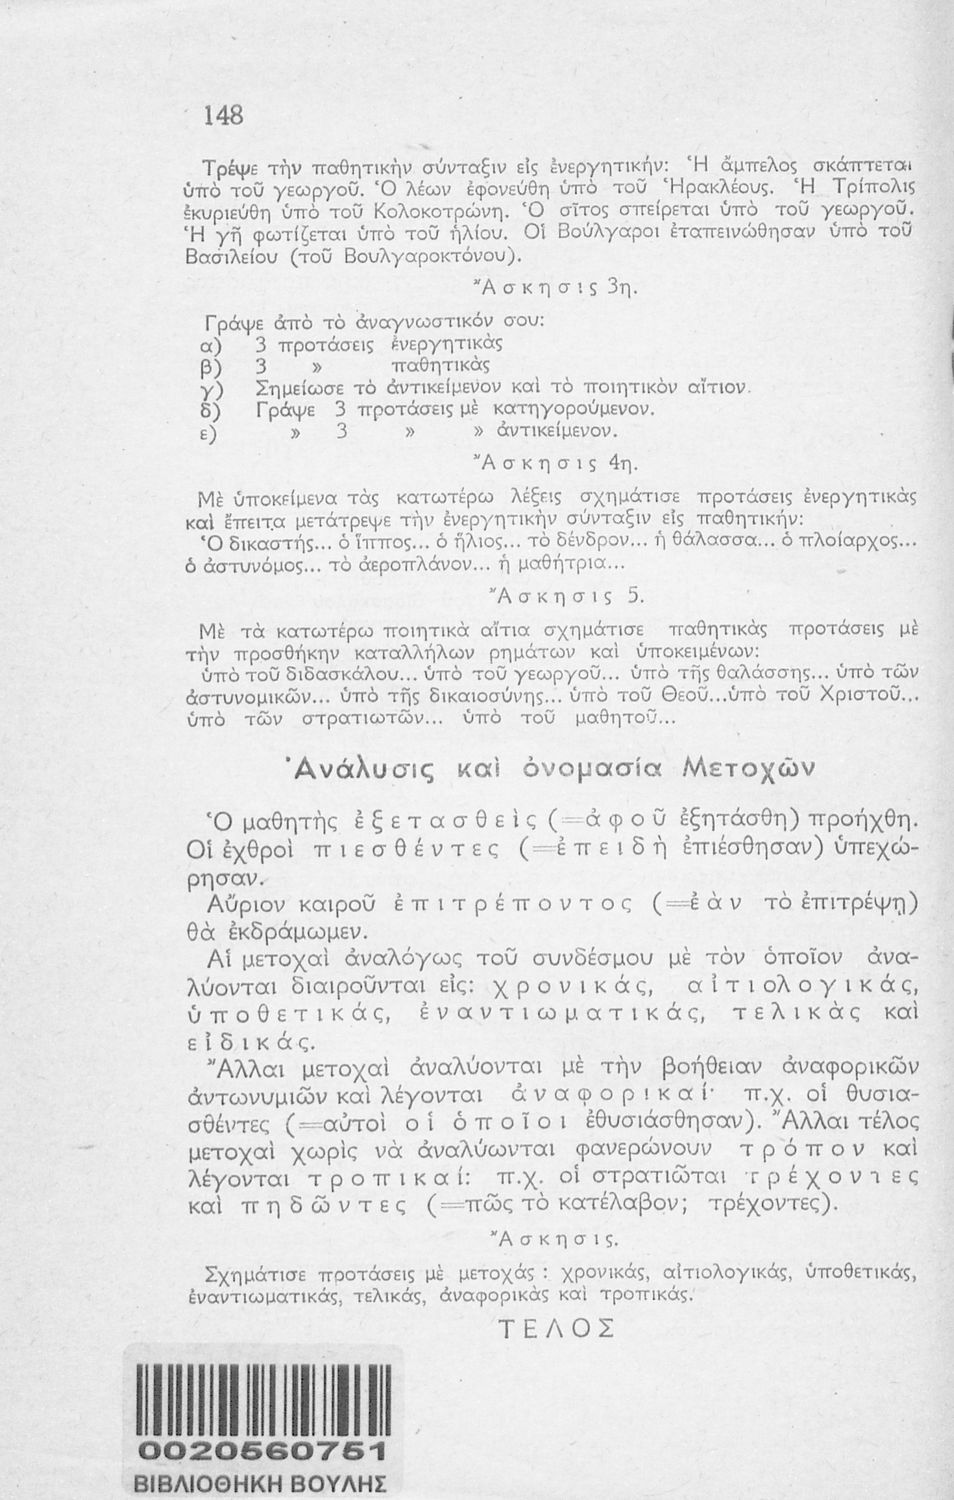 148
Τρέψε τὴν παθητικὴν σύνταξιν εἰς ἐνεργητικήν: Ἡ ἄμπελος σκάπτεται
ὑπὸ τοῦ γεωργοῦ. Ὁ λέων ἐφονεύθη ὑπὸ τοῦ Ἡρακλέους. Ἡ Τρίπολις
ἐκυριεύθη ὑπὸ τοῦ Κολοκοτρώνη. Ὁ σῖτος σπείρεται ὑπὸ τοῦ γεωργοῦ.
Ἡ γῆ φωτίζεται ὑπὸ τοῦ ἡλίου. Οἱ Βούλγαροι ἐταπεινώθησαν ὑπὸ τοῦ
Βασιλείου (τοῦ Βουλγαροκτόνου).
Ἄσκησις 3η.
Γράψε ἀπὸ τὸ ἀναγνωστικόν σου:
α) 3 προτάσεις ἐνεργητικὰς
β) 3 » παθητικὰς
γ) Σημείωσε τὸ ἀντικείμενον καὶ τὸ ποιητικὸν αἴτιον.
δ) Γράψε 3 προτάσεις μὲ κατηγορούμενον.
ε) » 3 » » ἀντικείμενον.
Ἄσκησις 4η.
Μὲ ὑποκείμενα τὰς κατωτέρω λέξεις σχημάτισε προτάσεις ἐνεργητικὰς
καὶ ἔπειτα μετάτρεψε τὴν ἐνεργητικὴν σύνταξιν εἰς παθητικήν:
Ὁ δικαστής... ὁ ἵππος... ὁ ἥλιος... τὸ δένδρον... ἡ θάλασσα... ὁ πλοίαρχος...
ὁ ἀστυνόμος... τὸ ἀεροπλάνον... ἡ μαθήτρια...
Ἄσκησις 5.
Μὲ τὰ κατωτέρω ποιητικὰ αἴτια σχημάτισε παθητικὰς προτάσεις μὲ
τὴν προσθήκην καταλλήλων ρημάτων καὶ ὑποκειμένων:
ὑπὸ τοῦ διδασκάλου... ὑπὸ τοῦ γεωργοῦ... ὑπὸ τῆς θαλάσσης... ὑπὸ τῶν
ἀστυνομικῶν... ὑπὸ τῆς δικαιοσύνης... ὑπὸ τοῦ Θεοῦ...ὑπὸ τοῦ Χριστοῦ...
ὑπὸ τῶν στρατιωτῶν... ὑπὸ τοῦ μαθητοῦ...
Ἀνάλυσις καὶ ὀνομασία Μετοχῶν
Ὁ μαθητὴς ἐξετασθεὶς (=ἀφοῦ ἐξητάσθη) προήχθη.
Οἱ ἐχθροὶ πιεσθέντες (=ἐπειδὴ ἐπιέσθησαν) ὑπεχώ-
ρησαν.
Αὔριον καιροῦ ἐπιτρέποντος (=ἐὰν τὸ ἐπιτρέψῃ)
θὰ ἐκδράμωμεν.
Αἱ μετοχαὶ ἀναλόγως τοῦ συνδέσμου μὲ τὸν ὁποῖον ἀνα-
λύονται διαιροῦνται εἰς: χρονικάς, αἰτιολογικάς,
ὑποθετικάς, ἐναντιωματικάς, τελικὰς καὶ
εἰδικάς.
Ἄλλαι μετοχαὶ ἀναλύονται μὲ τὴν βοήθειαν ἀναφορικῶν
ἀντωνυμιῶν καὶ λέγονται ἀναφορικαί· π.χ. οἱ θυσια-
σθέντες (=αὐτοὶ οἱ ὁποῖοι ἐθυσιάσθησαν). Ἄλλαι τέλος
μετοχαὶ χωρὶς νὰ ἀναλύωνται φανερώνουν τρόπον καὶ
λέγονται τροπικαί: π.χ. οἱ στρατιῶται τρέχοντες
καὶ πηδῶντες (=πῶς τὸ κατέλαβον; τρέχοντες).
Ἄσκησις.
Σχημάτισε προτάσεις μὲ μετοχάς : χρονικάς, αἰτιολογικάς, ὑποθετικάς,
ἐναντιωματικάς, τελικάς, ἀναφορικὰς καὶ τροπικάς.
ΤΕΛΟΣ
0020560751
ΒΙΒΛΙΟΘΗΚΗ ΒΟΥΛΗΣ